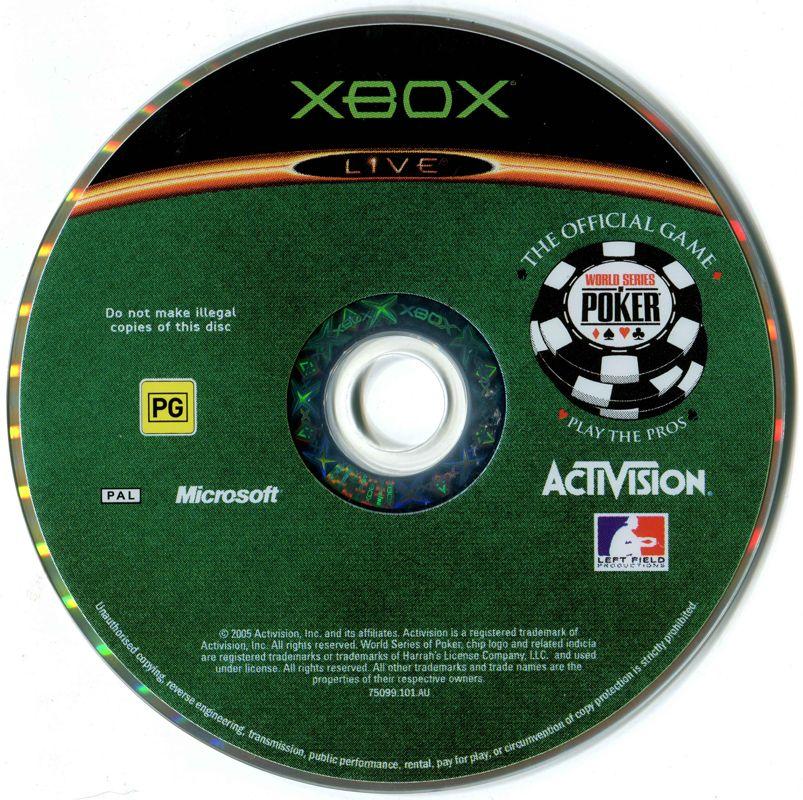 XBOX
LIVE®
THE OFFICIAL GAME
WORLD SERIES
OF
POKER
PLAY THE PROS
Do not make illegal
copies of this disc
XBOX
PG
PAL
Microsoft
ACTIVISION®
LEFT FIELD
PRODUCTIONS
© 2005 Activision, Inc. and its affiliates. Activision is a registered trademark of
Activision, Inc. All rights reserved. World Series of Poker, chip logo and related indicia
are registered trademarks or trademarks of Harrah's License Company, LLC. and used
under license. All rights reserved. All other trademarks and trade names are the
properties of their respective owners.
75099.101.AU
Unauthorised copying, reverse engineering, transmission, public performance, rental, pay for play, or circumvention of copy protection is strictly prohibited.